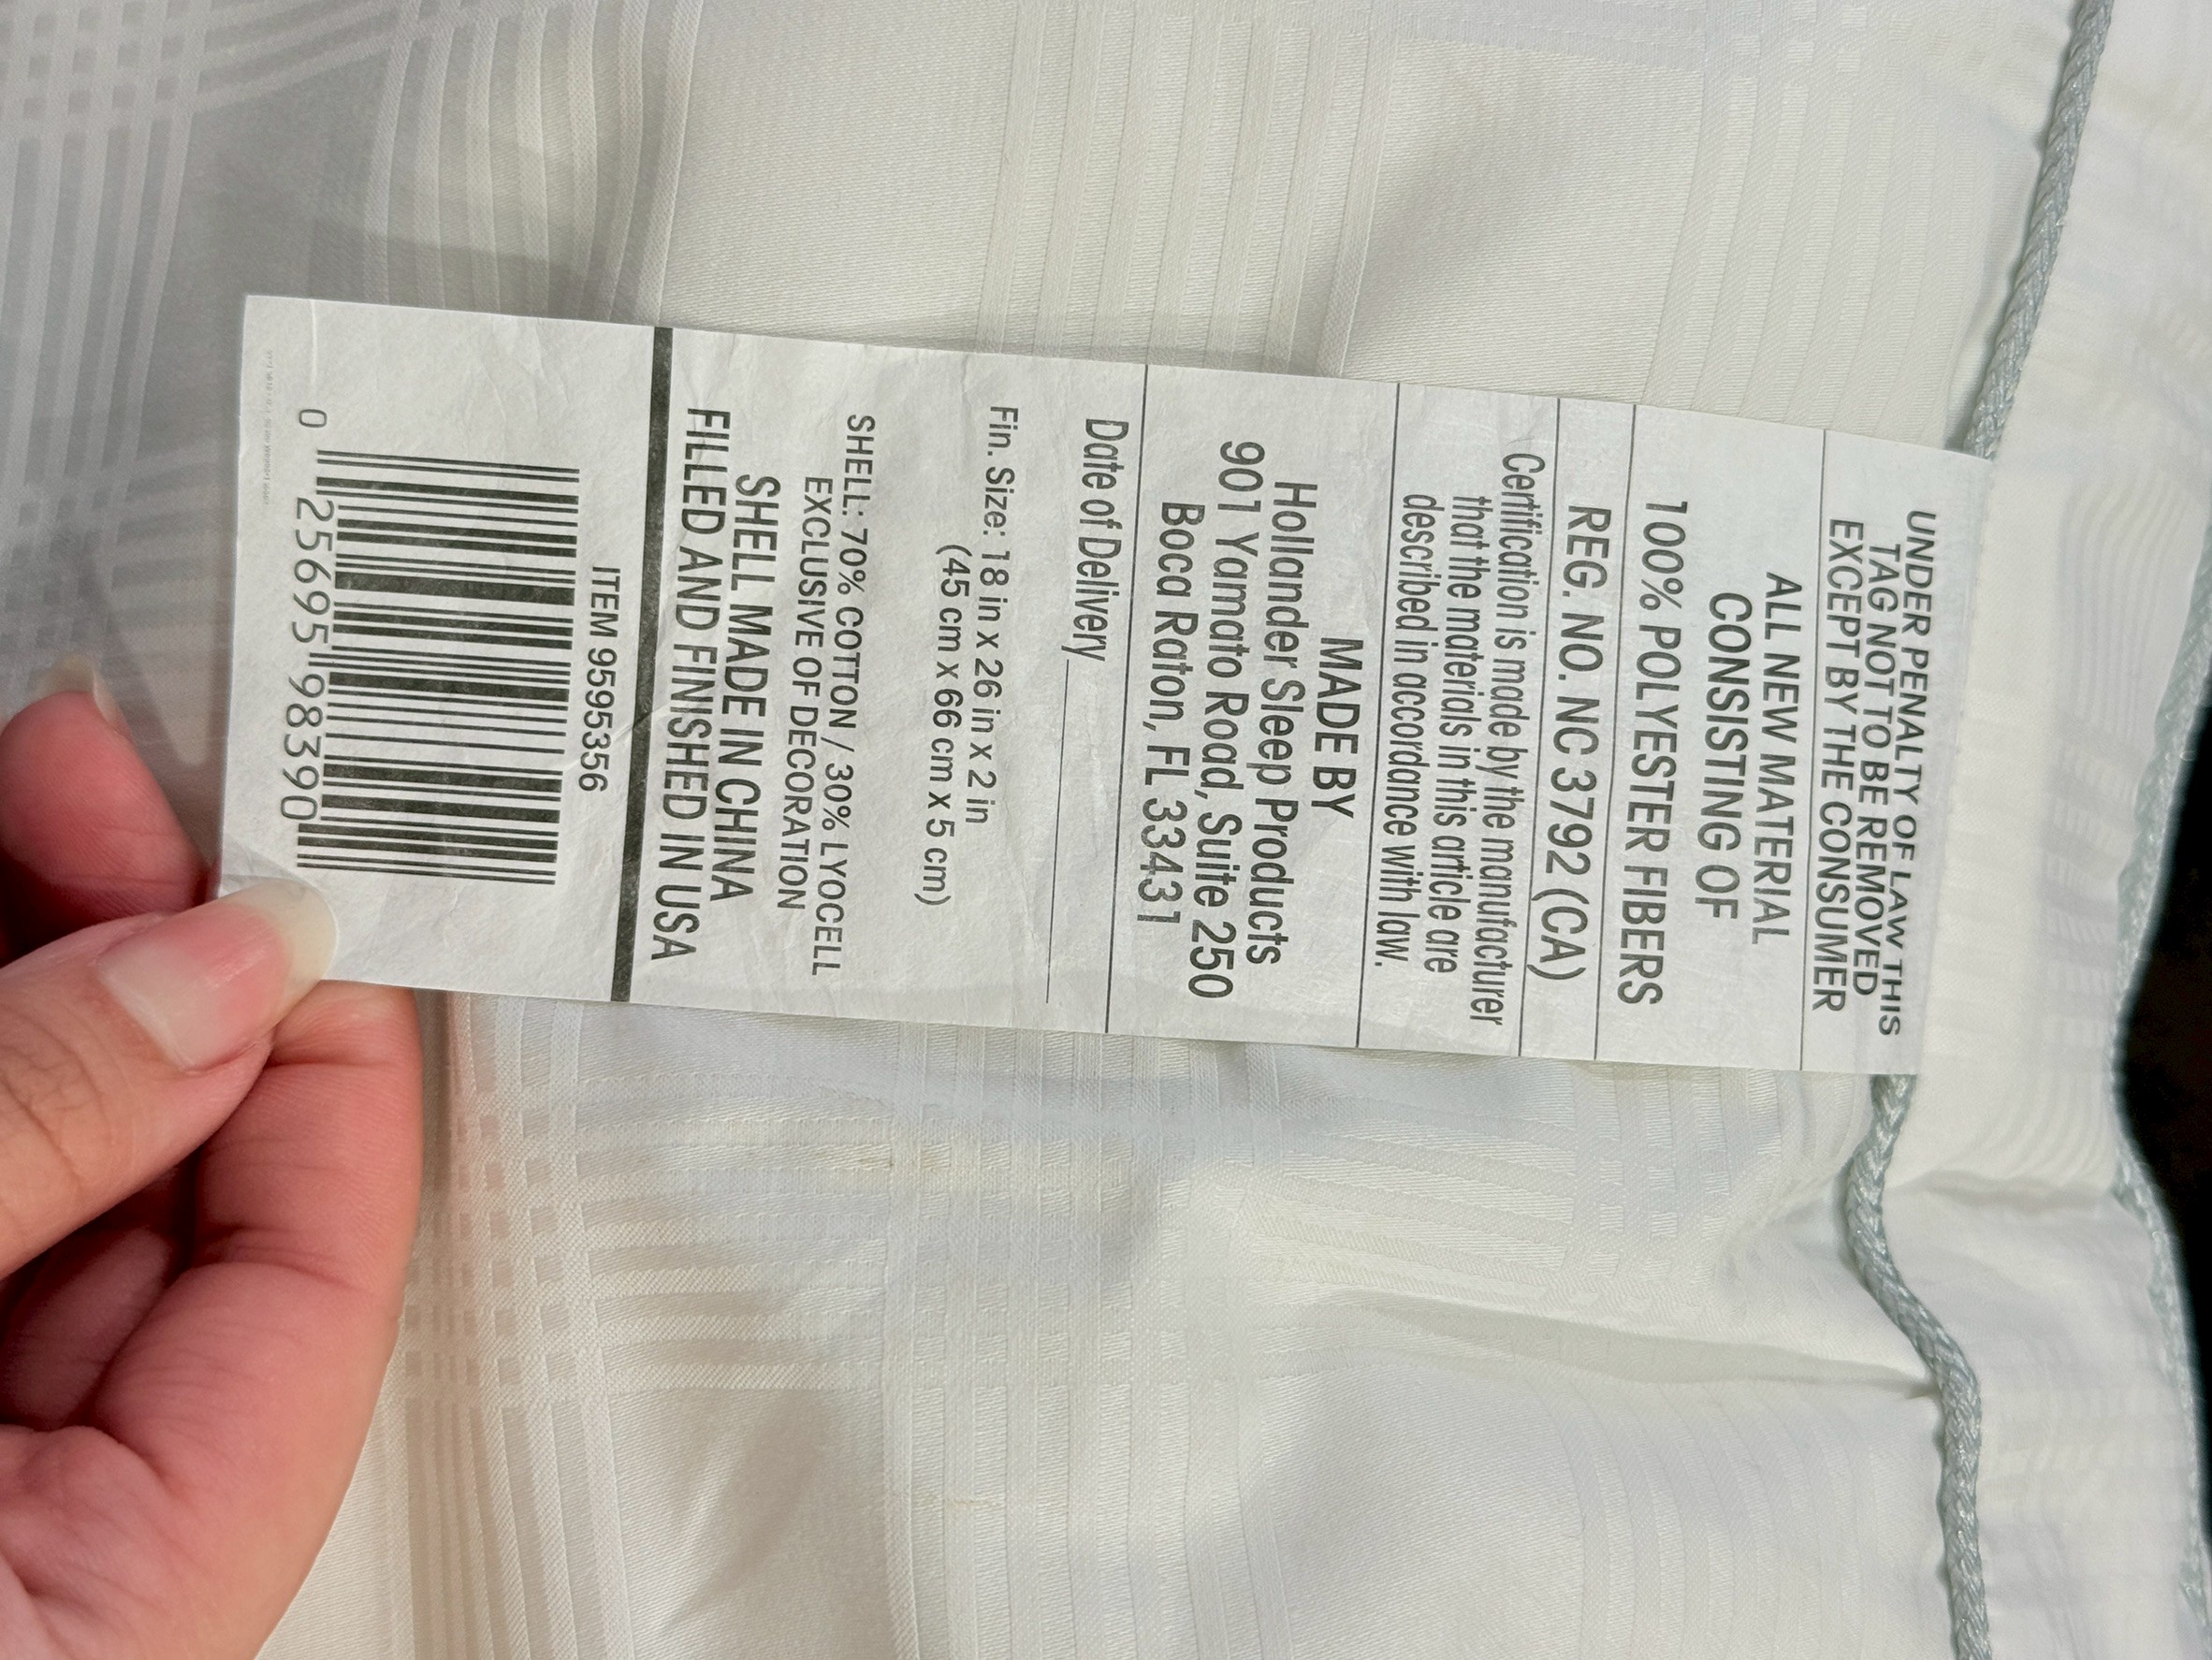 UNDER PENALTY OF LAW THIS
TAG NOT TO BE REMOVED
EXCEPT BY THE CONSUMER
ALL NEW MATERIAL
CONSISTING OF
100% POLYESTER FIBERS
REG. NO. NC 3792 (CA)
Certification is made by the manufacturer
that the materials in this article are
described in accordance with law.
MADE BY
Hollander Sleep Products
901 Yamato Road, Suite 250
Boca Raton, FL 33431
Date of Delivery
Fin. Size: 18 in x 26 in x 2 in
(45 cm x 66 cm x 5 cm)
SHELL: 70% COTTON / 30% LYOCELL
EXCLUSIVE OF DECORATION
SHELL MADE IN CHINA
FILLED AND FINISHED IN USA
ITEM 9595356
0 25695 98390